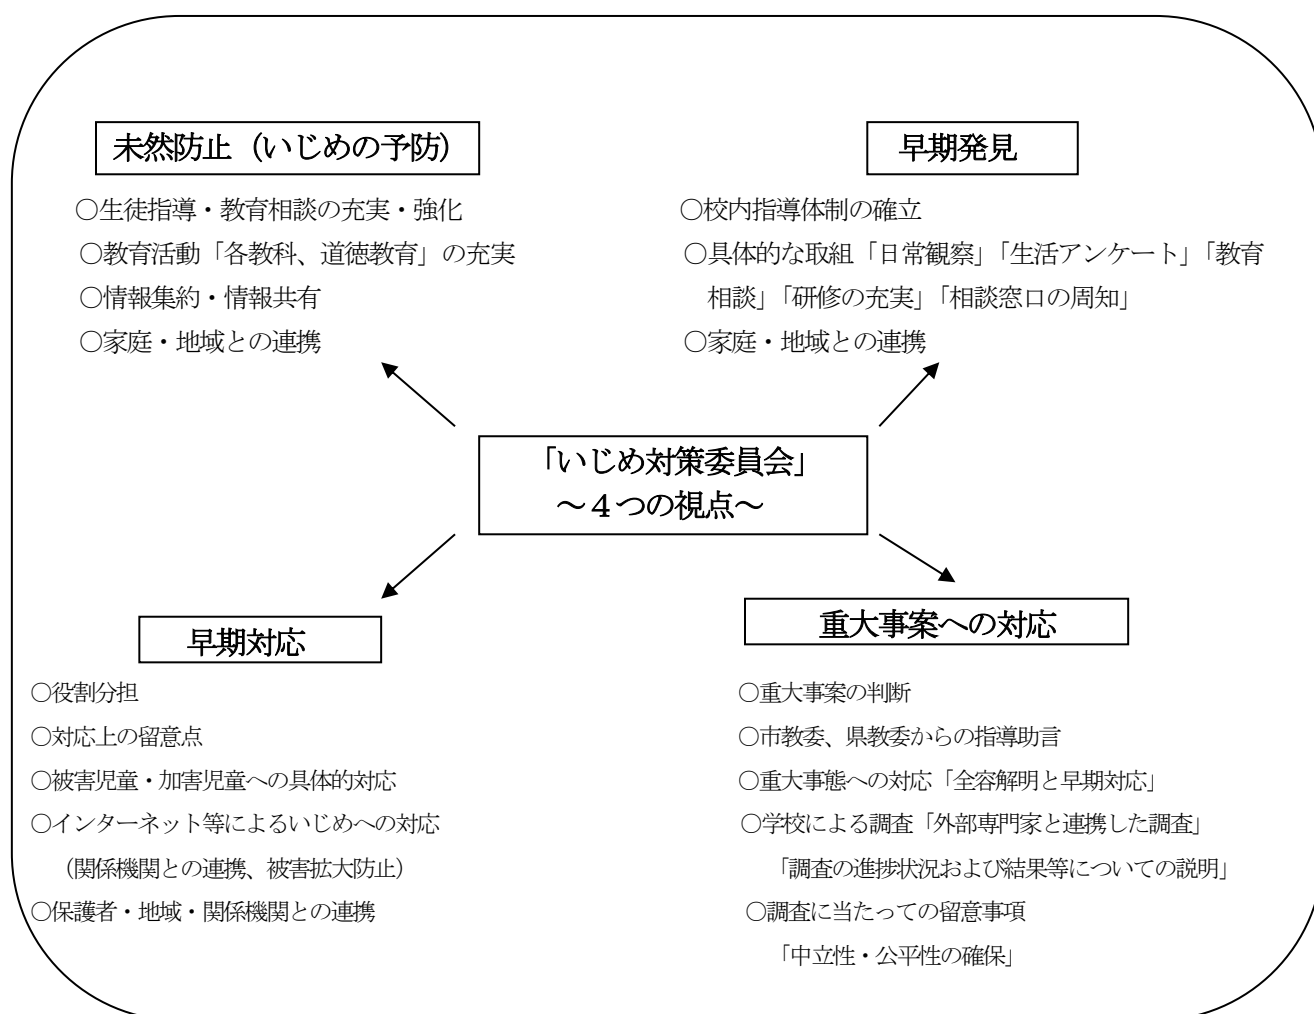 未然防止（いじめの予防）
○生徒指導・教育相談の充実・強化
○教育活動「各教科、道徳教育」の充実
○情報集約・情報共有
○家庭・地域との連携
早期発見
○校内指導体制の確立
○具体的な取組「日常観察」「生活アンケート」「教育
相談」「研修の充実」「相談窓口の周知」
○家庭・地域との連携
「いじめ対策委員会」
～４つの視点～
早期対応
○役割分担
○対応上の留意点
○被害児童・加害児童への具体的対応
○インターネット等によるいじめへの対応
（関係機関との連携、被害拡大防止）
○保護者・地域・関係機関との連携
重大事案への対応
○重大事案の判断
○市教委、県教委からの指導助言
○重大事態への対応「全容解明と早期対応」
○学校による調査「外部専門家と連携した調査」
「調査の進捗状況および結果等についての説明」
○調査に当たっての留意事項
「中立性・公平性の確保」